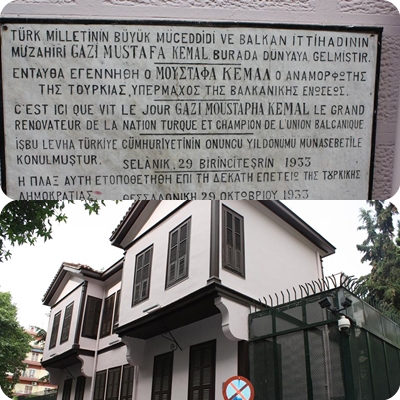 TÜRK MİLLETİNİN BÜYÜK MÜCEDDİDİ VE BALKAN İTTİHADININ
MÜZAHİRİ GAZİ MUSTAFA KEMAL BURADA DÜNYAYA GELMİŞTİR.
ΕΝΤΑΥΘΑ ΕΓΕΝΝΗΘΗ Ο ΜΟΥΣΤΑΦΑ ΚΕΜΑΛ Ο ΑΝΑΜΟΡΦΩΤΗΣ
ΤΗΣ ΤΟΥΡΚΙΑΣ, ΥΠΕΡΜΑΧΟΣ ΤΗΣ ΒΑΛΚΑΝΙΚΗΣ ΕΝΩΣΕΩΣ.
C'EST ICI QUE VIT LE JOUR GAZI MOUSTAPHA KEMAL LE GRAND
RENOVATEUR DE LA NATION TURQUE ET CHAMPION DE L'UNION BALCANIQUE
İŞBU LEVHA TÜRKİYE CÜMHURİYETİNİN ONUNCU YILDONUMU MUNASEBETİLE
KONULMUŞTUR. SELÂNİK, 29 BİRİNCİTEŞRİN 1933
Η ΠΛΑΞ ΑΥΤΗ ΕΤΟΠΟΘΕΤΗΘΗ ΕΠΙ ΤΗ ΔΕΚΑΤΗ ΕΠΕΤΕΙΩ ΤΗΣ ΤΟΥΡΚΙΚΗΣ
ΔΗΜΟΚΡΑΤΙΑΣ. ΘΕΣΣΑΛΟΝΙΚΗ 29 ΟΚΤΩΒΡΙΟΥ 1933